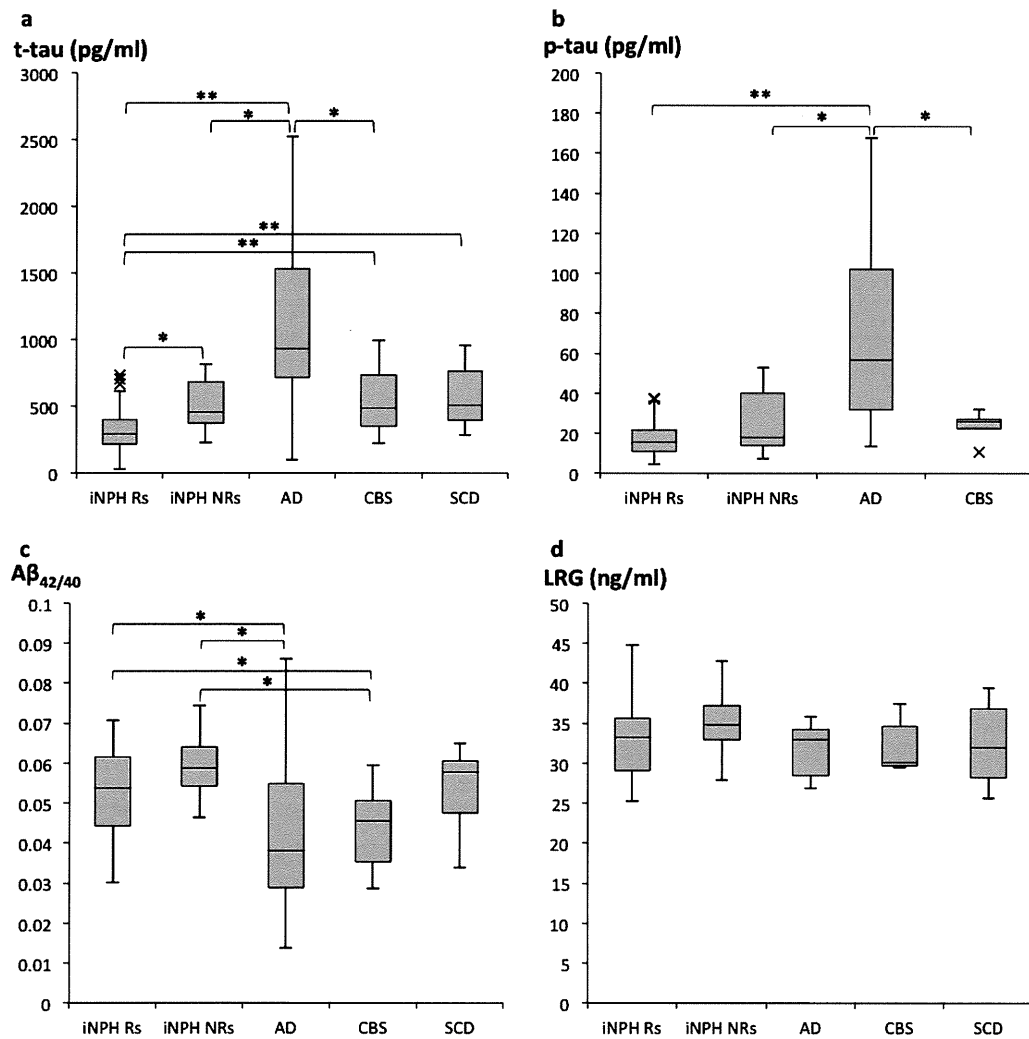 a
t-tau (pg/ml)
3000
2500
2000
1500
1000
500
0
**
*
*
**
**
*
iNPH Rs
iNPH NRs
AD
CBS
SCD
b
p-tau (pg/ml)
200
180
160
140
120
100
80
60
40
20
0
**
*
*
iNPH Rs
iNPH NRs
AD
CBS
c
Aβ42/40
0.1
0.09
0.08
0.07
0.06
0.05
0.04
0.03
0.02
0.01
0
*
*
*
*
iNPH Rs
iNPH NRs
AD
CBS
SCD
d
LRG (ng/ml)
50
45
40
35
30
25
20
15
10
5
0
iNPH Rs
iNPH NRs
AD
CBS
SCD